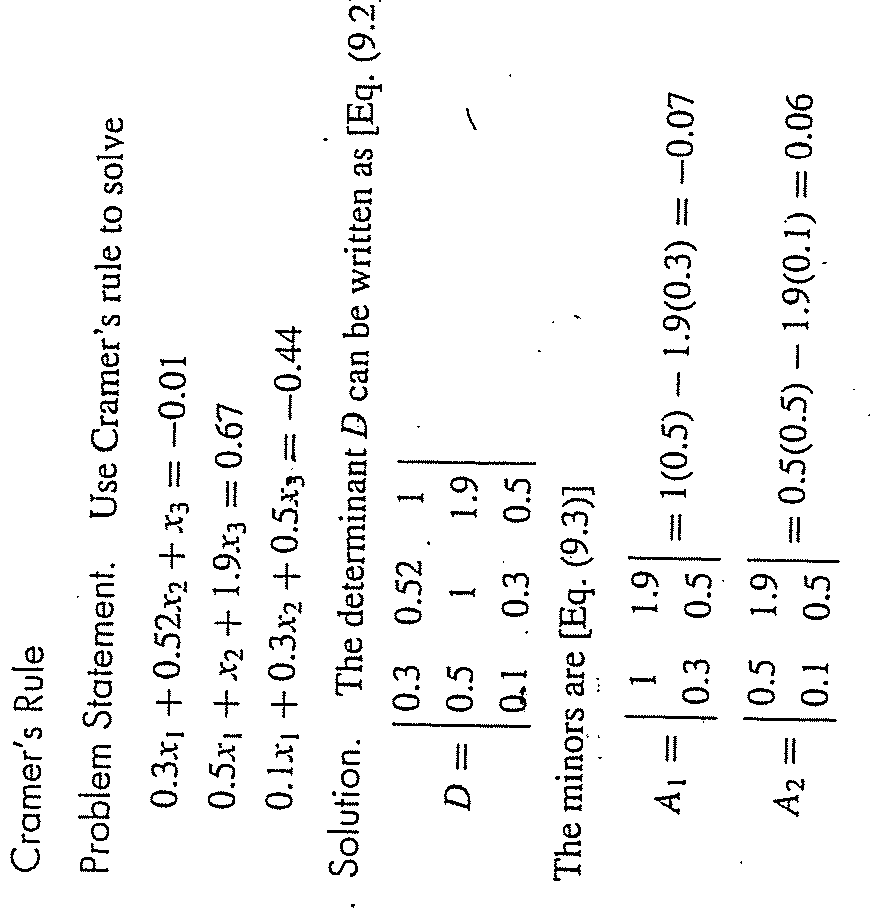 Cramer's Rule
Problem Statement. Use Cramer's rule to solve
0.3x₁ + 0.52x₂ + x₃ = −0.01
0.5x₁ + x₂ + 1.9x₃ = 0.67
0.1x₁ + 0.3x₂ + 0.5x₃ = −0.44
Solution. The determinant D can be written as [Eq. (9.2
D = | 0.3 0.52 1 |
| 0.5 1 1.9 |
| 0.1 0.3 0.5 |
The minors are [Eq. (9.3)]
A₁ = | 1 1.9 | = 1(0.5) − 1.9(0.3) = −0.07
| 0.3 0.5 |
A₂ = | 0.5 1.9 | = 0.5(0.5) − 1.9(0.1) = 0.06
| 0.1 0.5 |